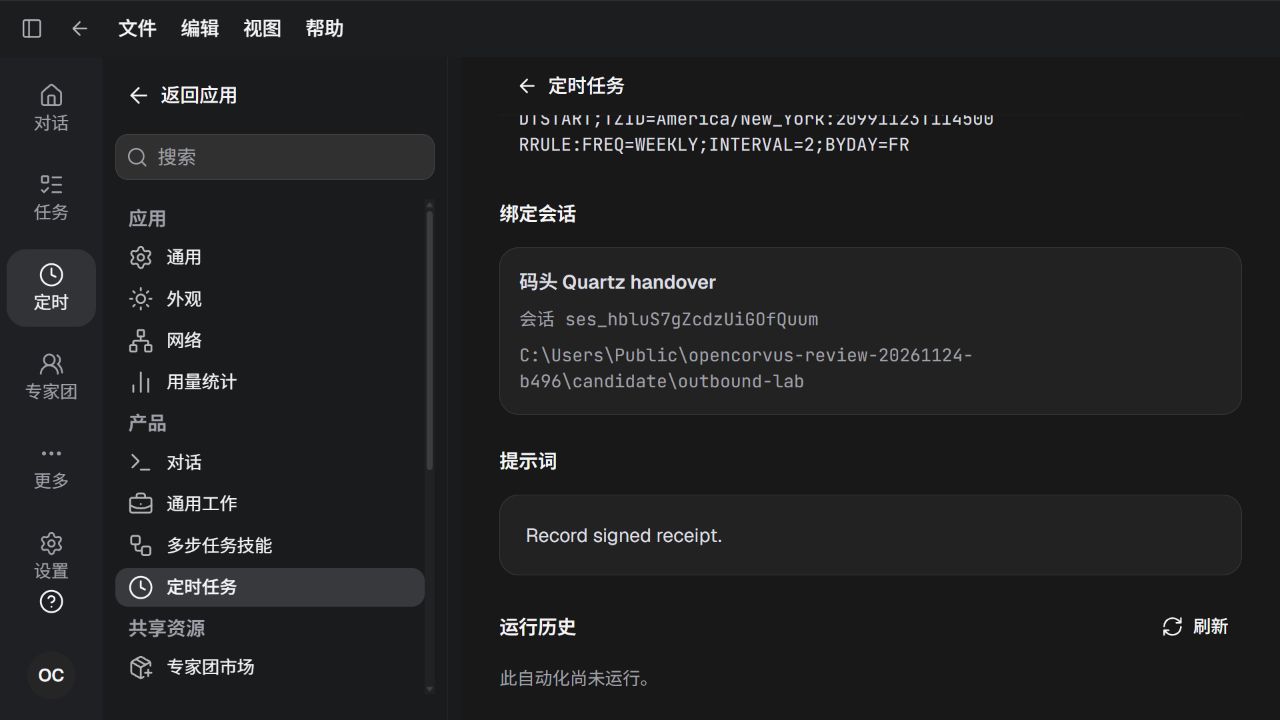 文件 编辑 视图 帮助
对话
任务
定时
专家团
更多
设置
OC
返回应用
搜索
应用
通用
外观
网络
用量统计
产品
对话
通用工作
多步任务技能
定时任务
共享资源
专家团市场
定时任务
DTSTART;TZID=America/New_York:20991123T114500
RRULE:FREQ=WEEKLY;INTERVAL=2;BYDAY=FR
绑定会话
码头 Quartz handover
会话 ses_hbluS7gZcdzUiGOfQuum
C:\Users\Public\opencorvus-review-20261124-
b496\candidate\outbound-lab
提示词
Record signed receipt.
运行历史
刷新
此自动化尚未运行。